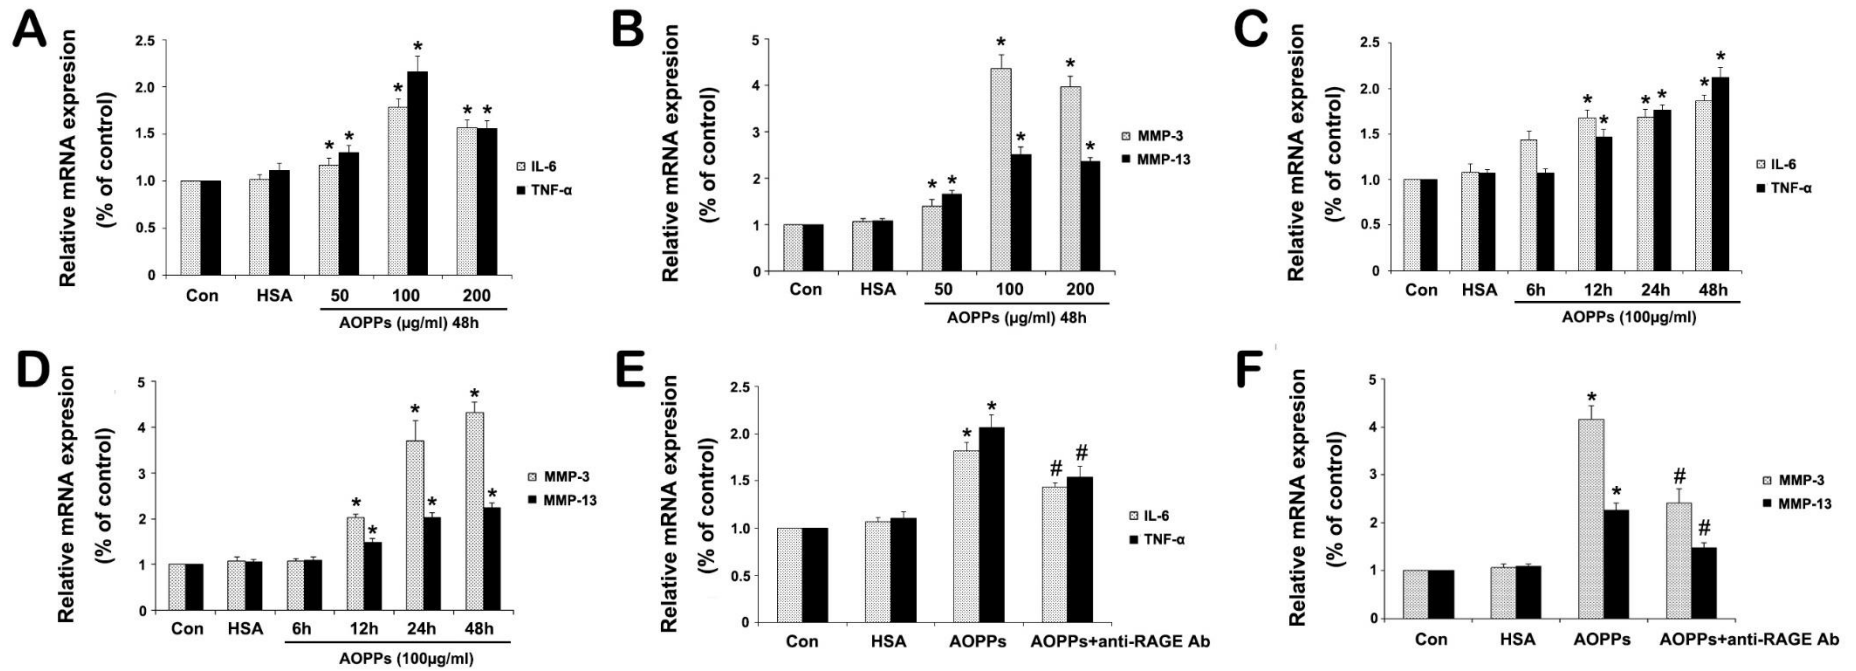 A
Relative mRNA expresion
(% of control)
2.5
2.0
1.5
1.0
0.5
0
* * * * * *
Con HSA 50 100 200
AOPPs (μg/ml) 48h
IL-6
TNF-α
B
Relative mRNA expresion
(% of control)
5
4
3
2
1
0
* * * * * *
Con HSA 50 100 200
AOPPs (μg/ml) 48h
MMP-3
MMP-13
C
Relative mRNA expresion
(% of control)
2.5
2.0
1.5
1.0
0.5
0
* * * * * *
Con HSA 6h 12h 24h 48h
AOPPs (100μg/ml)
IL-6
TNF-α
D
Relative mRNA expresion
(% of control)
5
4
3
2
1
0
* * * * * *
Con HSA 6h 12h 24h 48h
AOPPs (100μg/ml)
MMP-3
MMP-13
E
Relative mRNA expresion
(% of control)
2.5
2.0
1.5
1.0
0.5
0
* * # #
Con HSA AOPPs AOPPs+anti-RAGE Ab
IL-6
TNF-α
F
Relative mRNA expresion
(% of control)
5
4
3
2
1
0
* * # #
Con HSA AOPPs AOPPs+anti-RAGE Ab
MMP-3
MMP-13